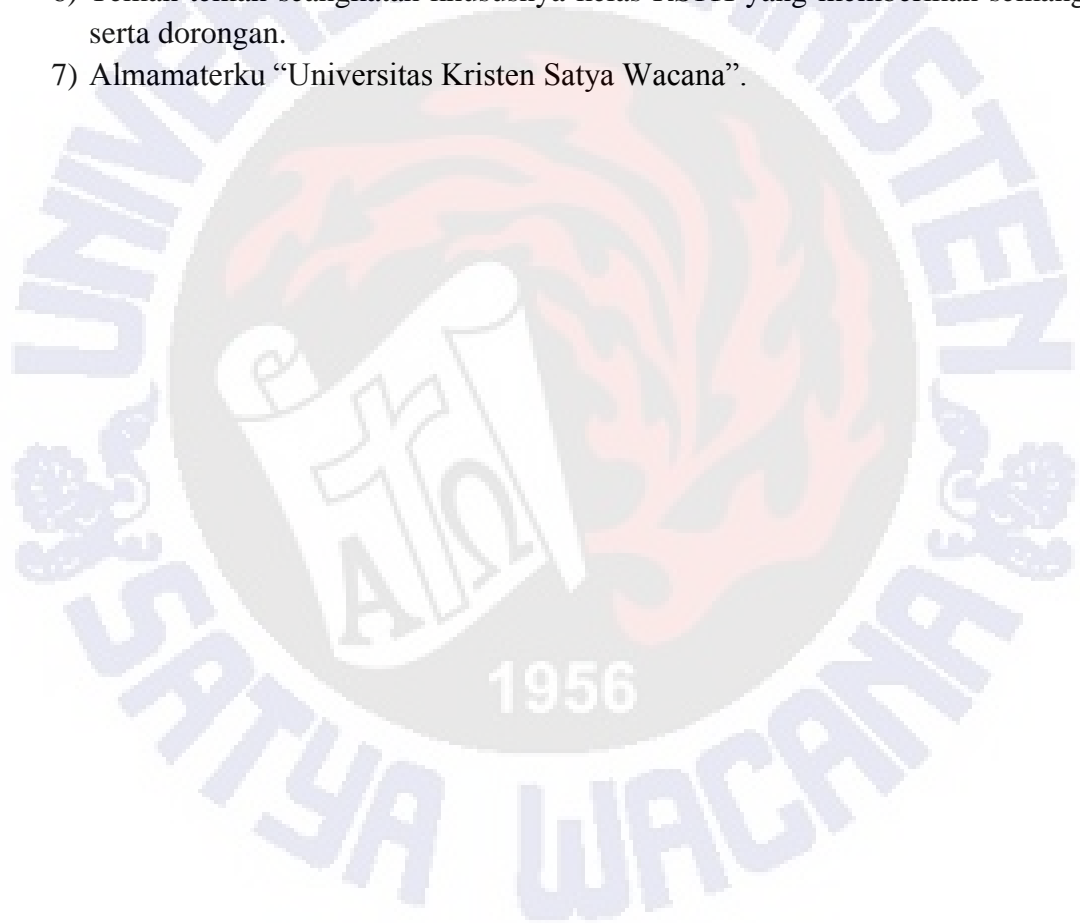 serta dorongan.
7) Almamaterku “Universitas Kristen Satya Wacana”.
UNIVERSITAS KRISTEN
Α Ω
1956
SATYA WACANA